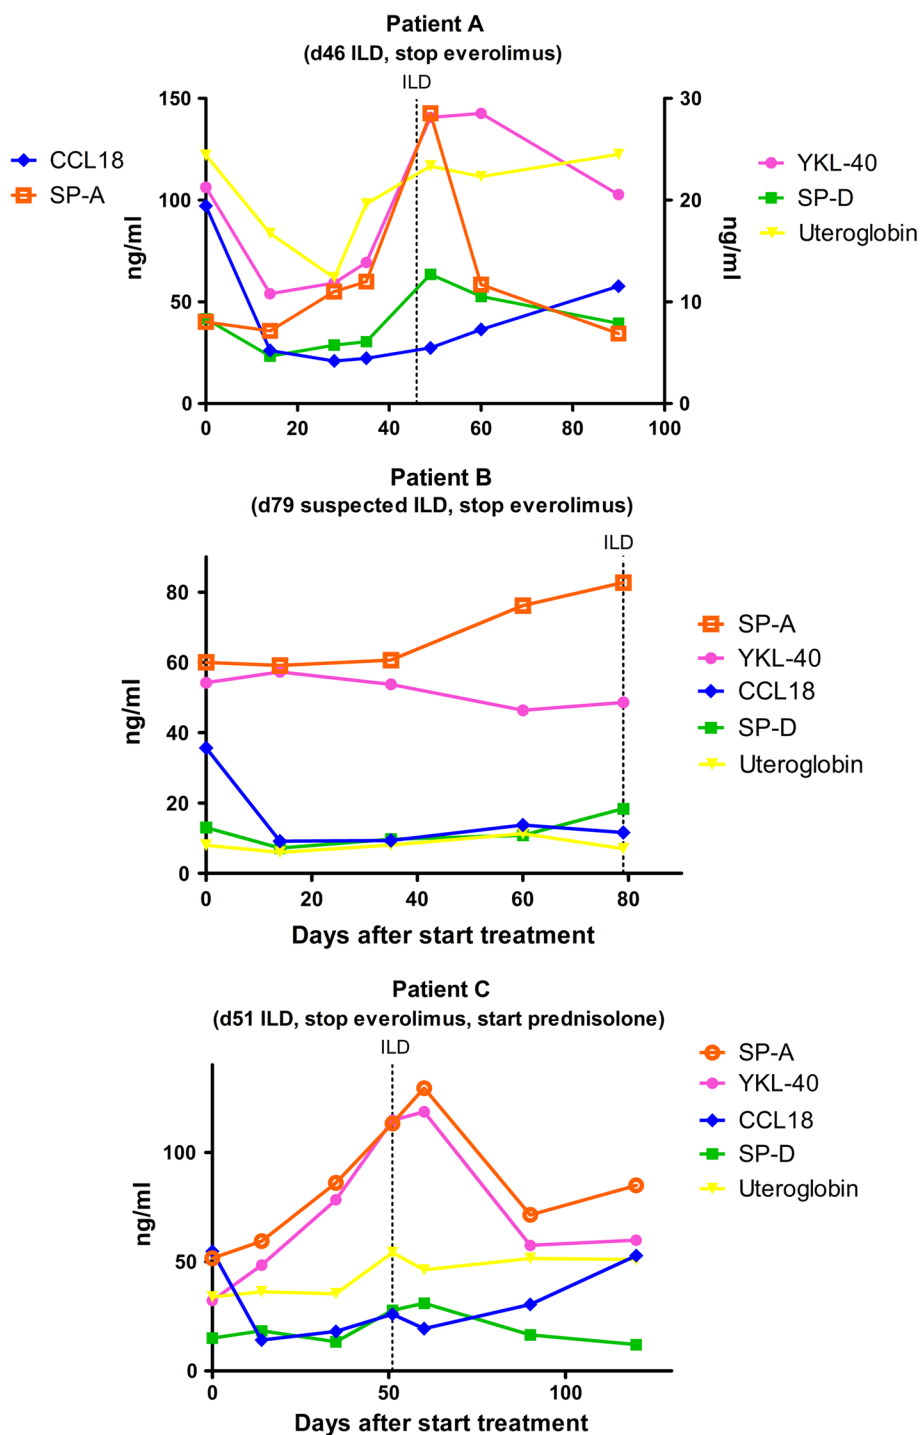 Patient A
(d46 ILD, stop everolimus)
ILD
150
100
50
0
ng/ml
30
20
10
0
ng/ml
CCL18
SP-A
YKL-40
SP-D
Uteroglobin
0 20 40 60 80 100
Patient B
(d79 suspected ILD, stop everolimus)
ILD
80
60
40
20
0
ng/ml
SP-A
YKL-40
CCL18
SP-D
Uteroglobin
0 20 40 60 80
Days after start treatment
Patient C
(d51 ILD, stop everolimus, start prednisolone)
ILD
100
50
0
ng/ml
SP-A
YKL-40
CCL18
SP-D
Uteroglobin
0 50 100
Days after start treatment